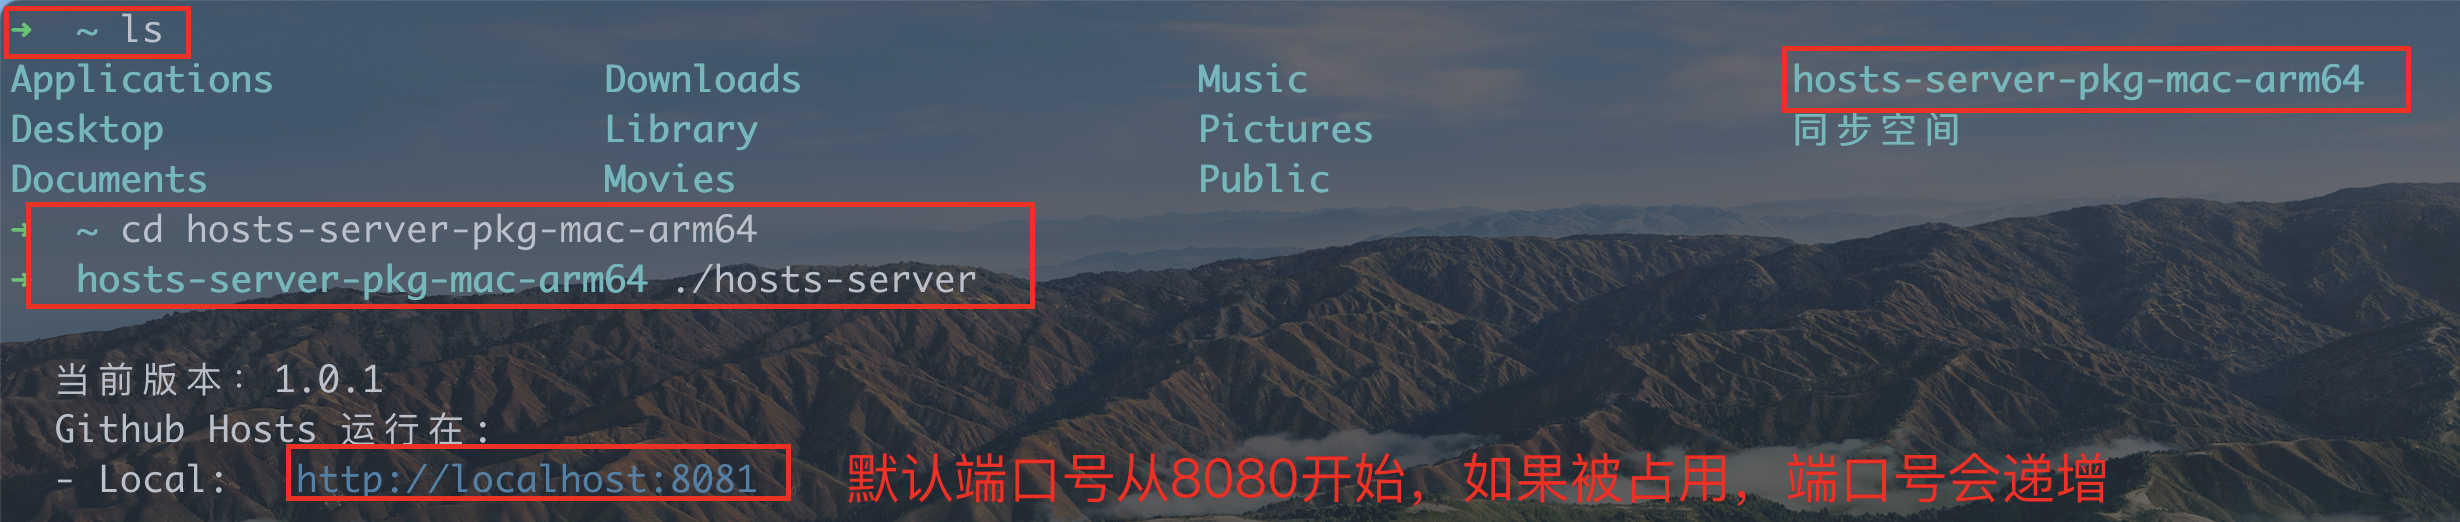 ➜  ~ ls
Applications Downloads Music hosts-server-pkg-mac-arm64
Desktop Library Pictures 同步空间
Documents Movies Public
➜  ~ cd hosts-server-pkg-mac-arm64
➜  hosts-server-pkg-mac-arm64 ./hosts-server
当前版本: 1.0.1
Github Hosts 运行在:
- Local: http://localhost:8081 默认端口号从8080开始，如果被占用，端口号会递增